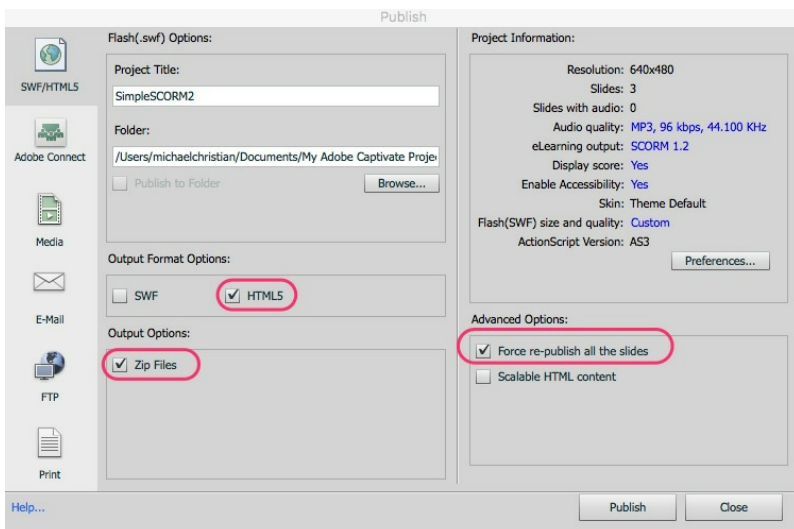 Publish
SWF/HTML5
Adobe Connect
Media
E-Mail
FTP
Print
Flash(.swf) Options:
Project Title:
SimpleSCORM2
Folder:
/Users/michaelchristian/Documents/My Adobe Captivate Proje
Publish to Folder
Browse...
Output Format Options:
SWF
HTML5
Output Options:
Zip Files
Project Information:
Resolution: 640x480
Slides: 3
Slides with audio: 0
Audio quality: MP3, 96 kbps, 44.100 KHz
eLearning output: SCORM 1.2
Display score: Yes
Enable Accessibility: Yes
Skin: Theme Default
Flash(SWF) size and quality: Custom
ActionScript Version: AS3
Preferences...
Advanced Options:
Force re-publish all the slides
Scalable HTML content
Help...
Publish
Close